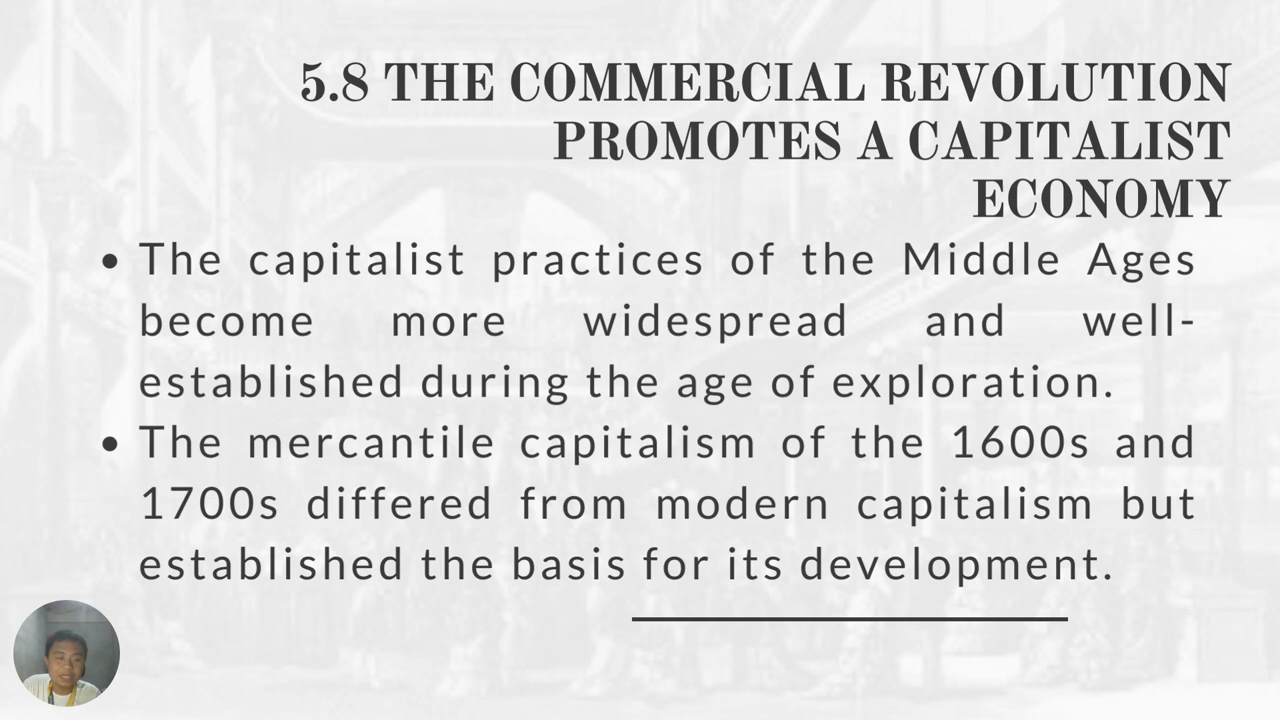 5.8 THE COMMERCIAL REVOLUTION
PROMOTES A CAPITALIST
ECONOMY
• The capitalist practices of the Middle Ages
become more widespread and well-
established during the age of exploration.
• The mercantile capitalism of the 1600s and
1700s differed from modern capitalism but
established the basis for its development.